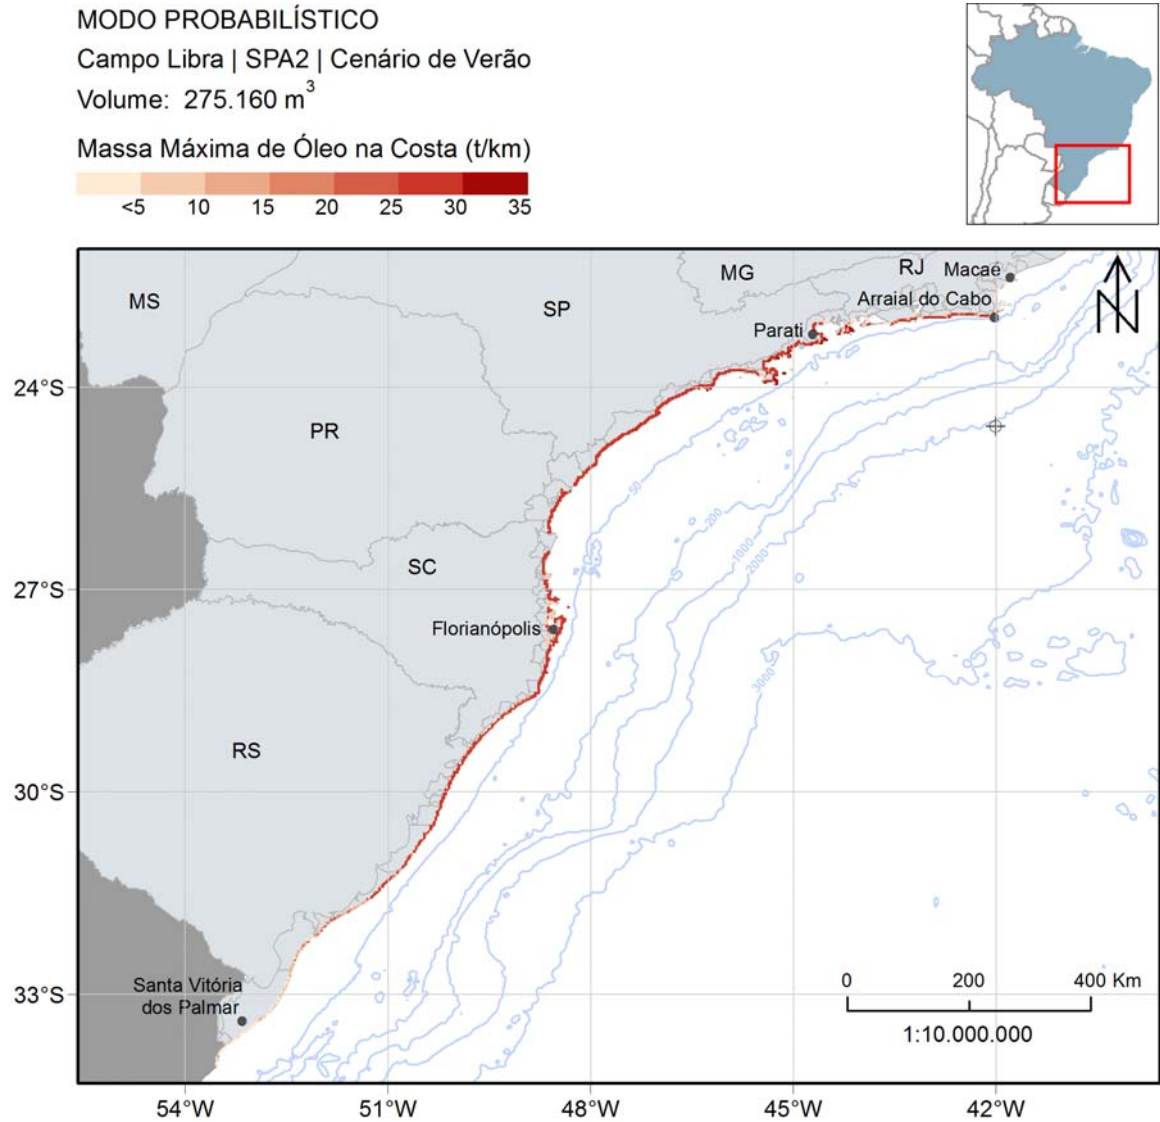 MODO PROBABILÍSTICO
Campo Libra | SPA2 | Cenário de Verão
Volume: 275.160 m³
Massa Máxima de Óleo na Costa (t/km)
<5 10 15 20 25 30 35
MS
SP
MG
RJ
Macaé
Arraial do Cabo
Parati
N
24°S
PR
50
200
1000
2000
SC
27°S
Florianópolis
3000
RS
30°S
Santa Vitória
dos Palmar
33°S
0 200 400 Km
1:10.000.000
54°W 51°W 48°W 45°W 42°W